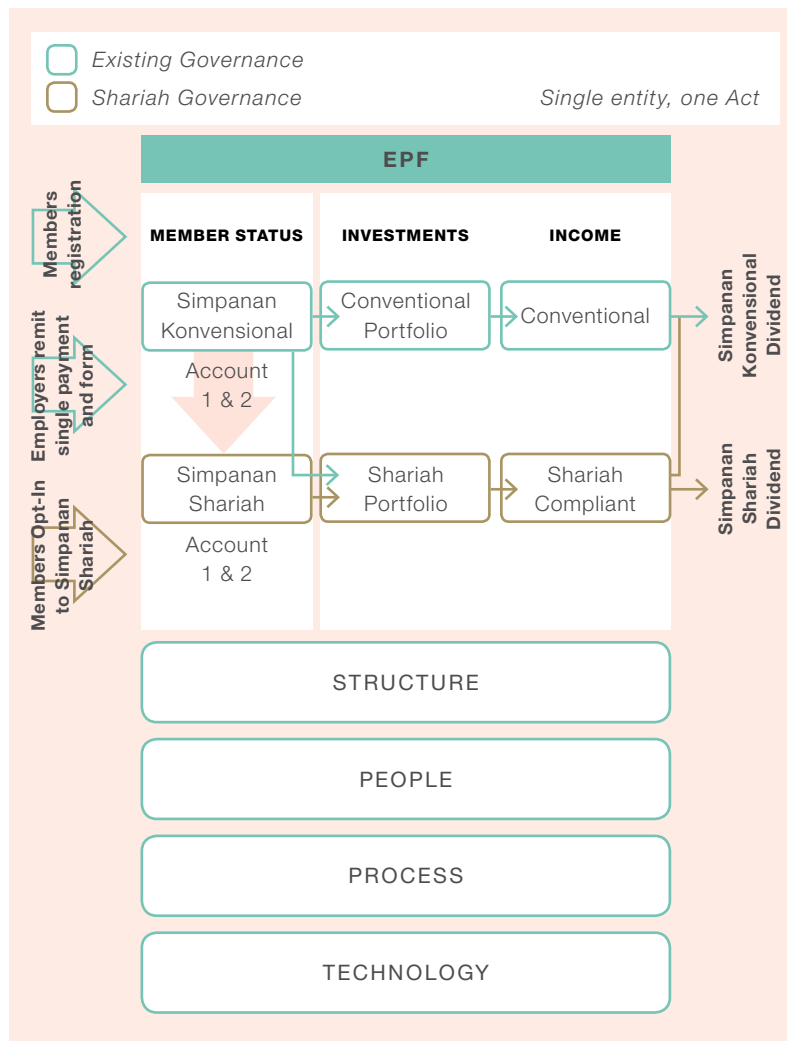 Existing Governance
Shariah Governance
Single entity, one Act
EPF
Members
registration
MEMBER STATUS
INVESTMENTS
INCOME
Simpanan
Konvensional
Conventional
Portfolio
Conventional
Simpanan
Konvensional
Dividend
Employers remit
single payment
and form
Account
1 & 2
Simpanan
Shariah
Shariah
Portfolio
Shariah
Compliant
Simpanan
Shariah
Dividend
Members Opt-In
to Simpanan
Shariah
Account
1 & 2
STRUCTURE
PEOPLE
PROCESS
TECHNOLOGY